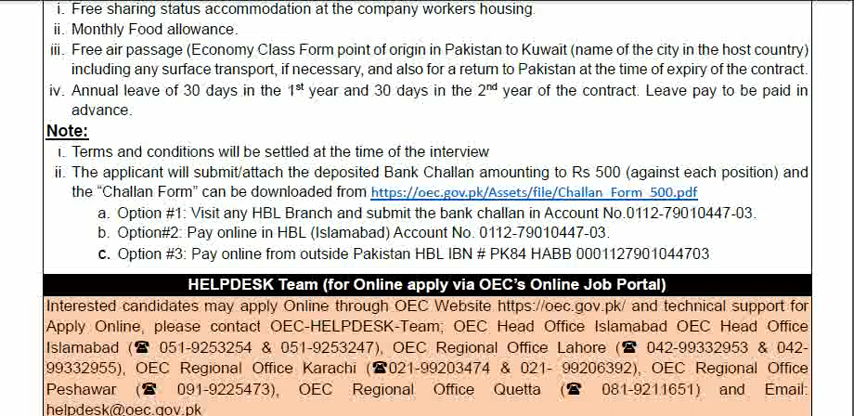 i. Free sharing status accommodation at the company workers housing.
ii. Monthly Food allowance.
iii. Free air passage (Economy Class Form point of origin in Pakistan to Kuwait (name of the city in the host country)
including any surface transport, if necessary, and also for a return to Pakistan at the time of expiry of the contract.
iv. Annual leave of 30 days in the 1st year and 30 days in the 2nd year of the contract. Leave pay to be paid in
advance.
Note:
i. Terms and conditions will be settled at the time of the interview
ii. The applicant will submit/attach the deposited Bank Challan amounting to Rs 500 (against each position) and
the “Challan Form” can be downloaded from https://oec.gov.pk/Assets/file/Challan_Form_500.pdf
a. Option #1: Visit any HBL Branch and submit the bank challan in Account No.0112-79010447-03.
b. Option#2: Pay online in HBL (Islamabad) Account No. 0112-79010447-03.
c. Option #3: Pay online from outside Pakistan HBL IBN # PK84 HABB 0001127901044703
HELPDESK Team (for Online apply via OEC’s Online Job Portal)
Interested candidates may apply Online through OEC Website https://oec.gov.pk/ and technical support for
Apply Online, please contact OEC-HELPDESK-Team; OEC Head Office Islamabad OEC Head Office
Islamabad (☎ 051-9253254 & 051-9253247), OEC Regional Office Lahore (☎ 042-99332953 & 042-
99332955), OEC Regional Office Karachi (☎021-99203474 & 021- 99206392), OEC Regional Office
Peshawar (☎ 091-9225473), OEC Regional Office Quetta (☎ 081-9211651) and Email:
helpdesk@oec.gov.pk